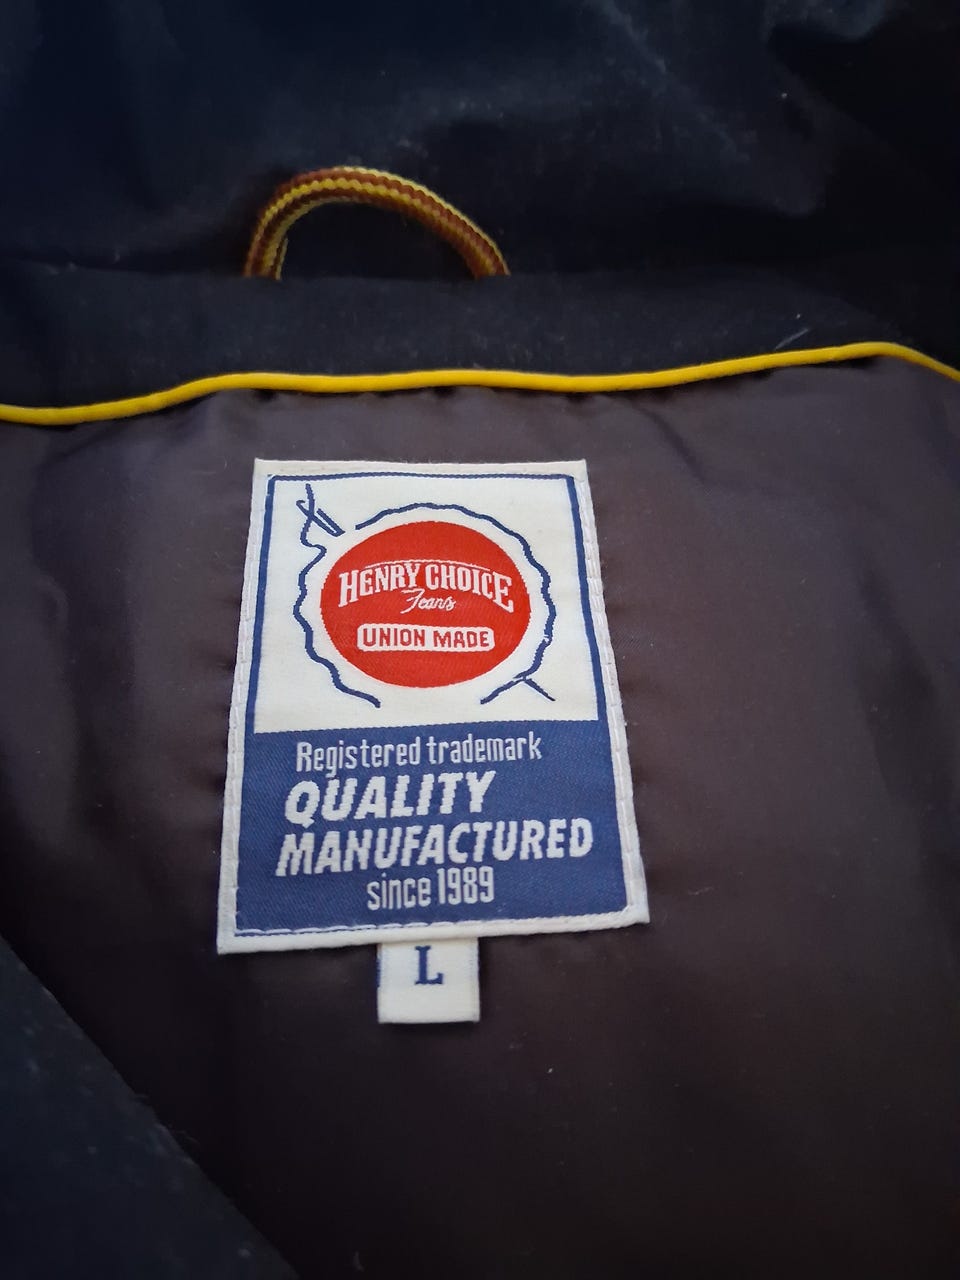 HENRY CHOICE
Jeans
UNION MADE
Registered trademark
QUALITY
MANUFACTURED
since 1989
L